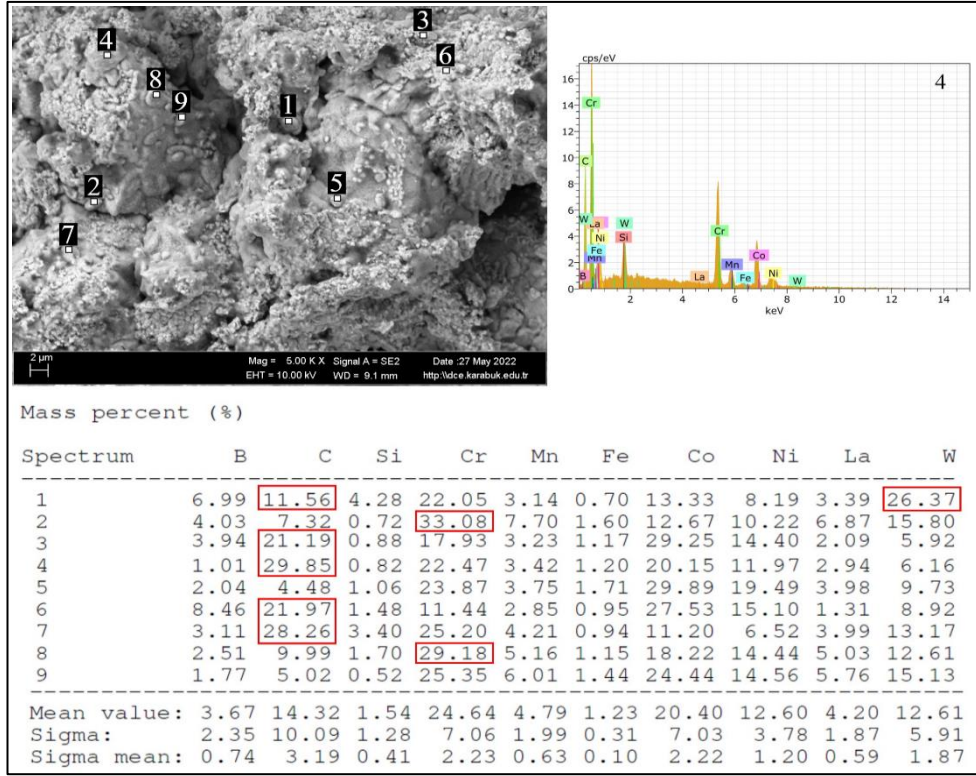 3
4
6
8
9
1
2
5
7
2 µm
Mag = 5.00 K X Signal A = SE2 Date :27 May 2022
EHT = 10.00 kV WD = 9.1 mm http:\\dce.karabuk.edu.tr
cps/eV
4
16
14
12
10
8
6
4
2
0
Cr
C
W La W
Ni Si
Fe
Mn
B
La
Cr
Mn
Fe
Co
Ni
W
2 4 6 8 10 12 14
keV
Mass percent (%)
Spectrum B C Si Cr Mn Fe Co Ni La W
1 6.99 11.56 4.28 22.05 3.14 0.70 13.33 8.19 3.39 26.37
2 4.03 7.32 0.72 33.08 7.70 1.60 12.67 10.22 6.87 15.80
3 3.94 21.19 0.88 17.93 3.23 1.17 29.25 14.40 2.09 5.92
4 1.01 29.85 0.82 22.47 3.42 1.20 20.15 11.97 2.94 6.16
5 2.04 4.48 1.06 23.87 3.75 1.71 29.89 19.49 3.98 9.73
6 8.46 21.97 1.48 11.44 2.85 0.95 27.53 15.10 1.31 8.92
7 3.11 28.26 3.40 25.20 4.21 0.94 11.20 6.52 3.99 13.17
8 2.51 9.99 1.70 29.18 5.16 1.15 18.22 14.44 5.03 12.61
9 1.77 5.02 0.52 25.35 6.01 1.44 24.44 14.56 5.76 15.13
Mean value: 3.67 14.32 1.54 24.64 4.79 1.23 20.40 12.60 4.20 12.61
Sigma: 2.35 10.09 1.28 7.06 1.99 0.31 7.03 3.78 1.87 5.91
Sigma mean: 0.74 3.19 0.41 2.23 0.63 0.10 2.22 1.20 0.59 1.87